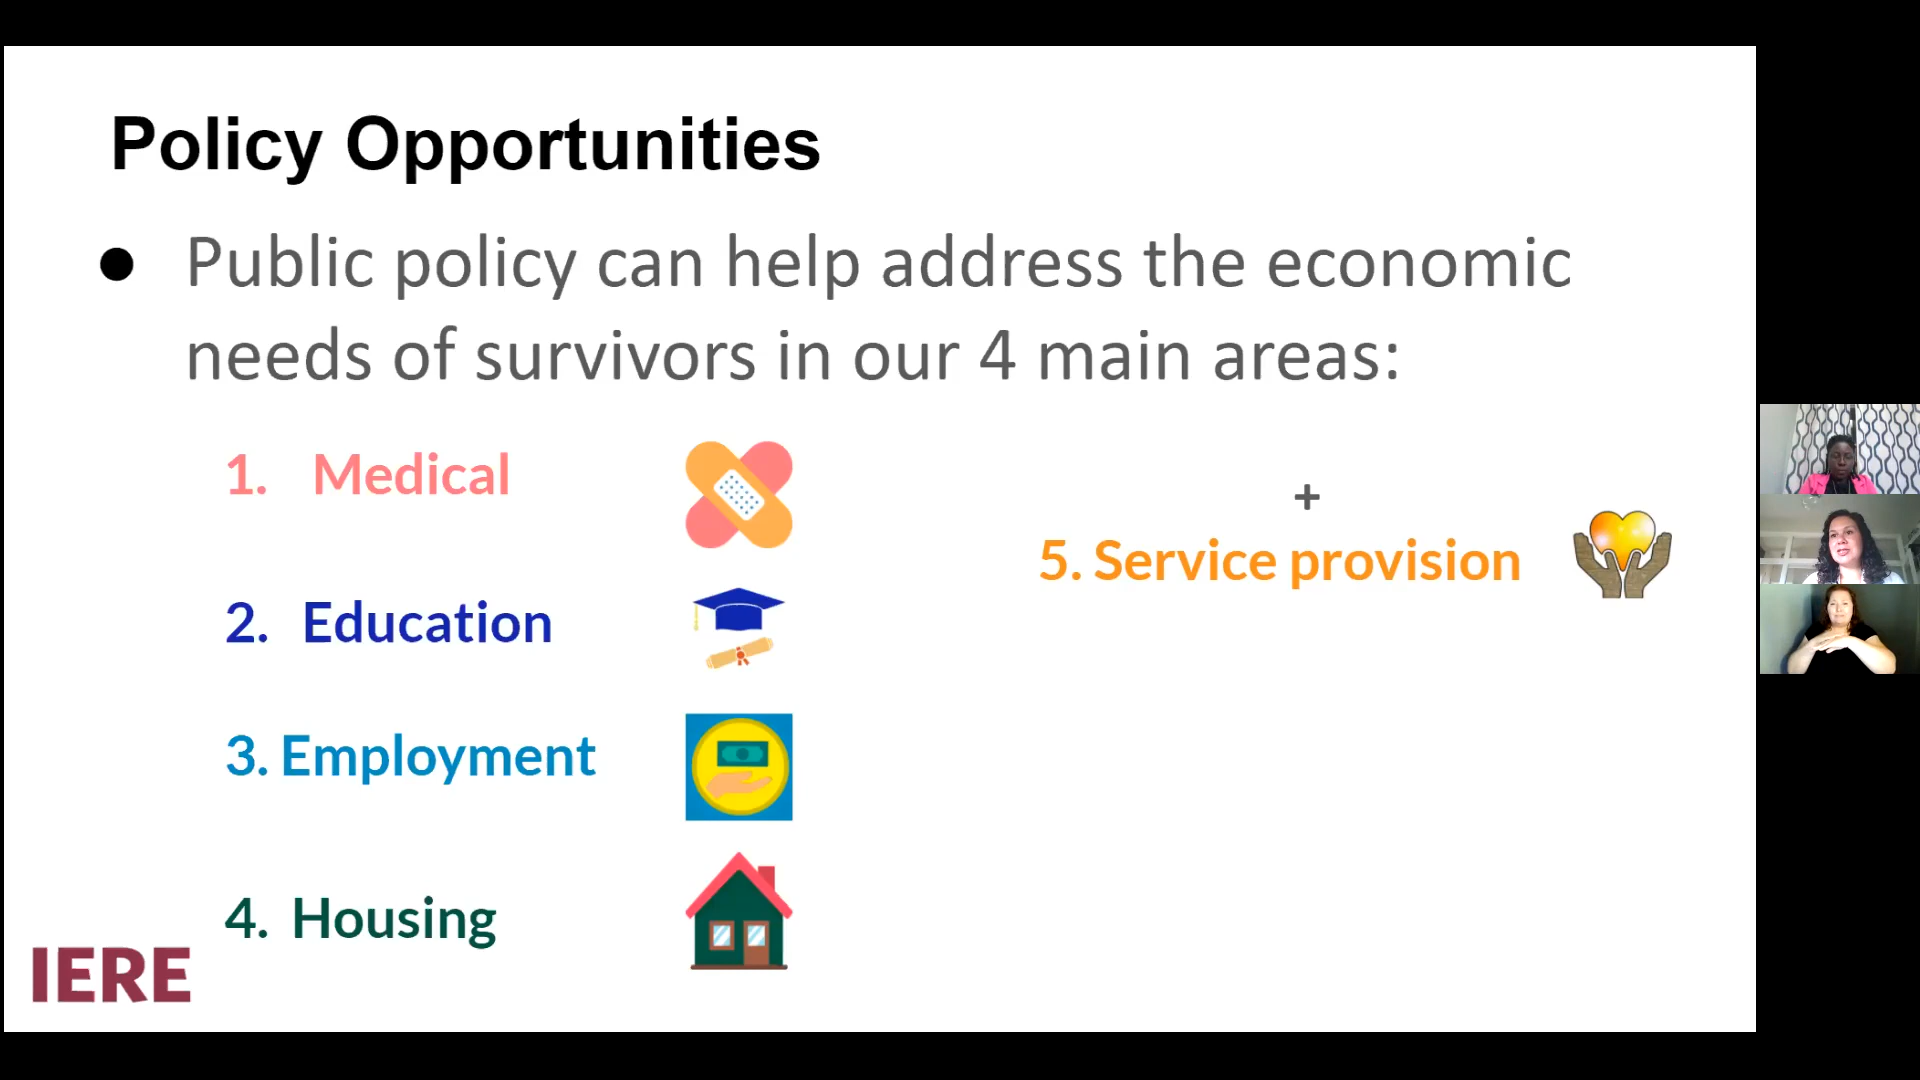 Policy Opportunities
● Public policy can help address the economic
needs of survivors in our 4 main areas:
1. Medical
2. Education
3. Employment
4. Housing
+
5. Service provision
IERE